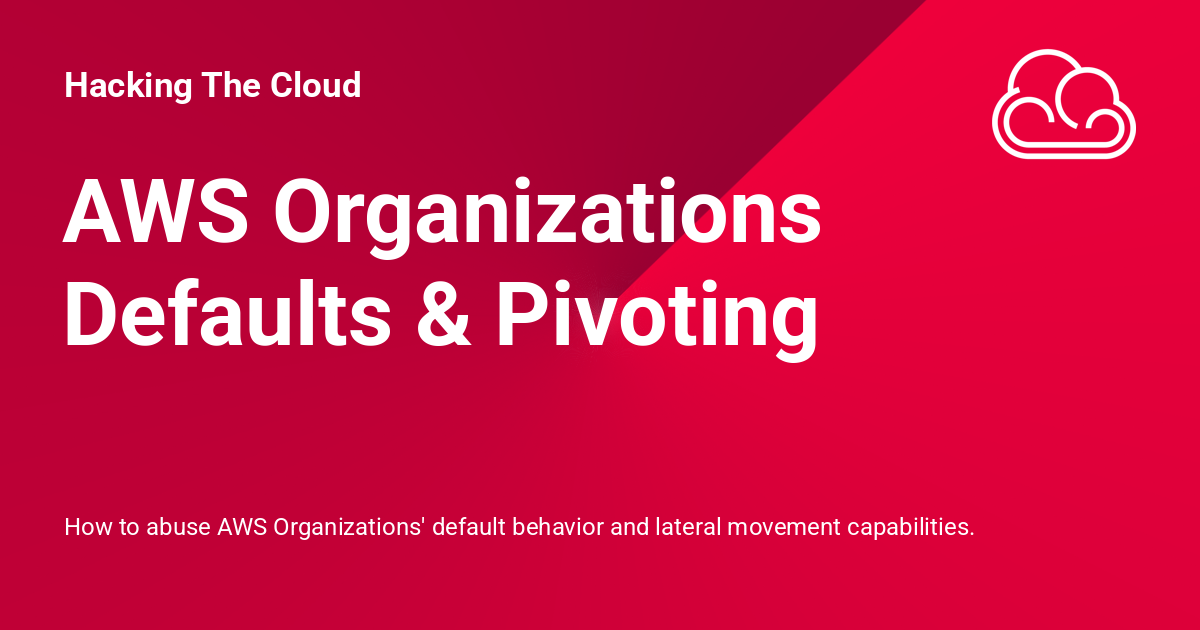 Hacking The Cloud
AWS Organizations
Defaults & Pivoting
How to abuse AWS Organizations' default behavior and lateral movement capabilities.